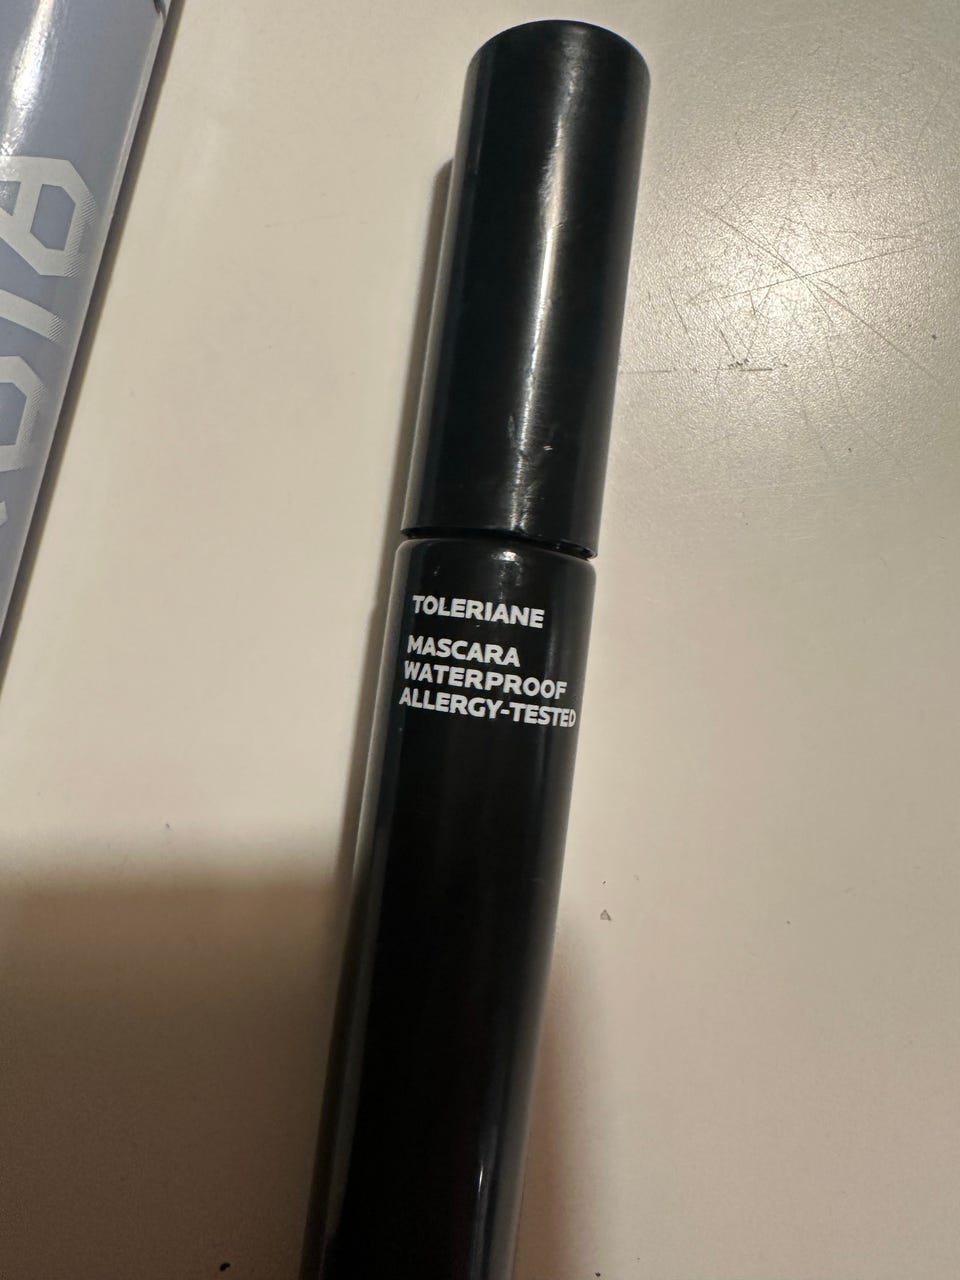 TOLERIANE
MASCARA
WATERPROOF
ALLERGY-TESTED